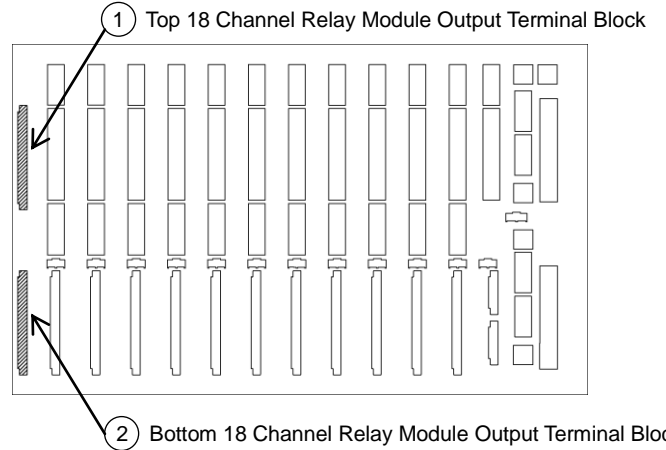 1 Top 18 Channel Relay Module Output Terminal Block
2 Bottom 18 Channel Relay Module Output Terminal Bloc